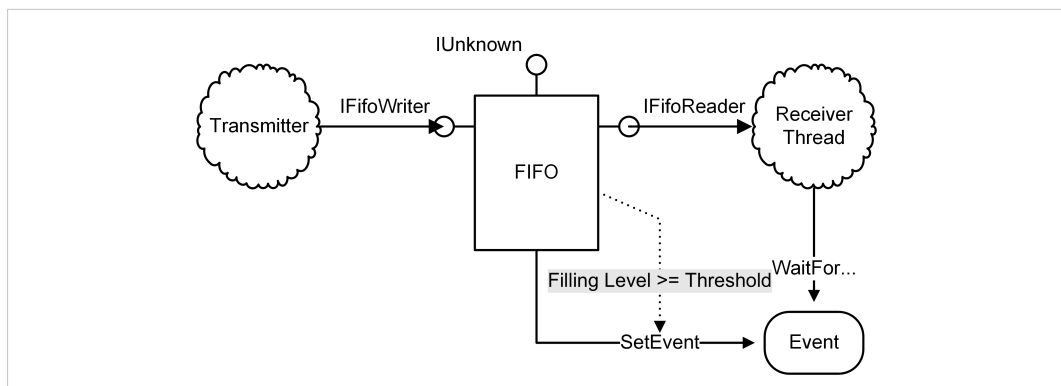 IUnknown
Transmitter
IFifoWriter
FIFO
IFifoReader
Receiver
Thread
Filling Level >= Threshold
WaitFor...
SetEvent
Event